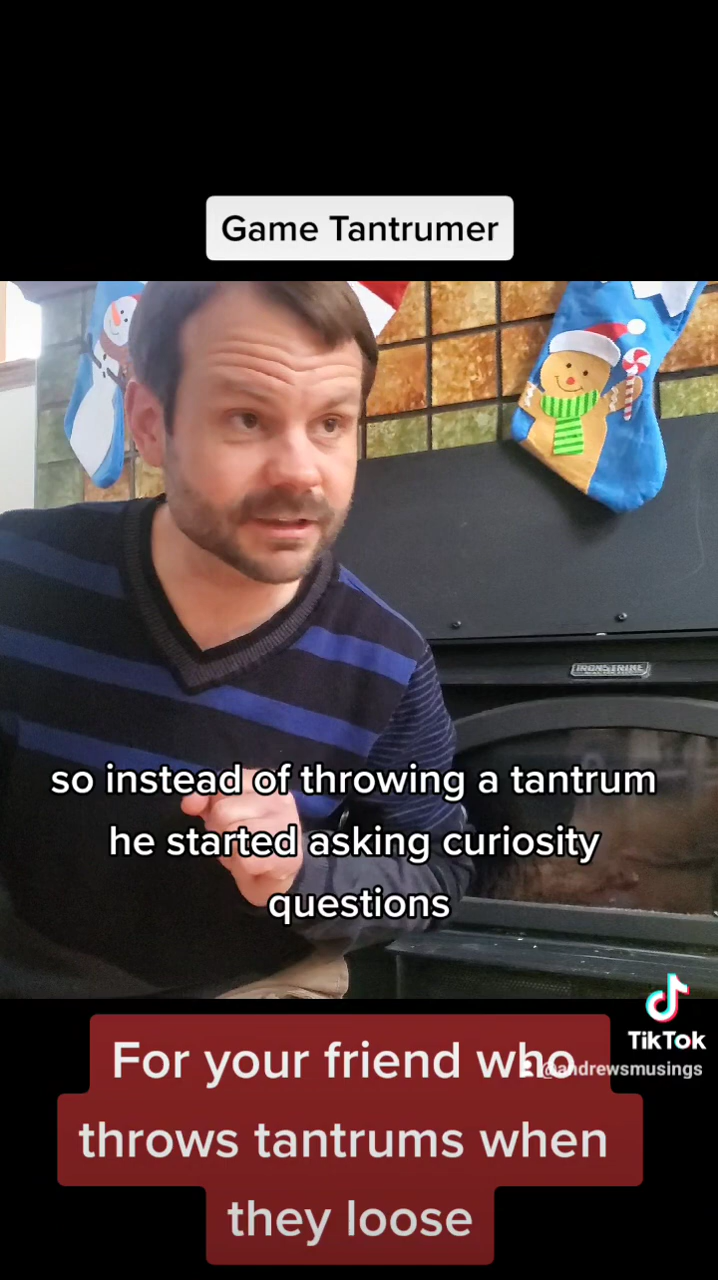 Game Tantrumer
IRONSTRIKE
so instead of throwing a tantrum
he started asking curiosity
questions
TikTok
For your friend who
@andrewsmusings
throws tantrums when
they loose